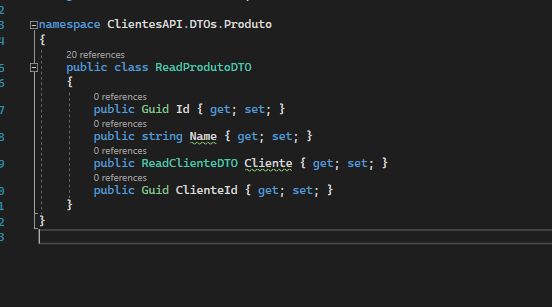 2
3 namespace ClientesAPI.DTOs.Produto
4 {
20 references
5 public class ReadProdutoDTO
6 {
0 references
7 public Guid Id { get; set; }
0 references
8 public string Name { get; set; }
0 references
9 public ReadClienteDTO Cliente { get; set; }
0 references
0 public Guid ClienteId { get; set; }
1 }
2 }
3